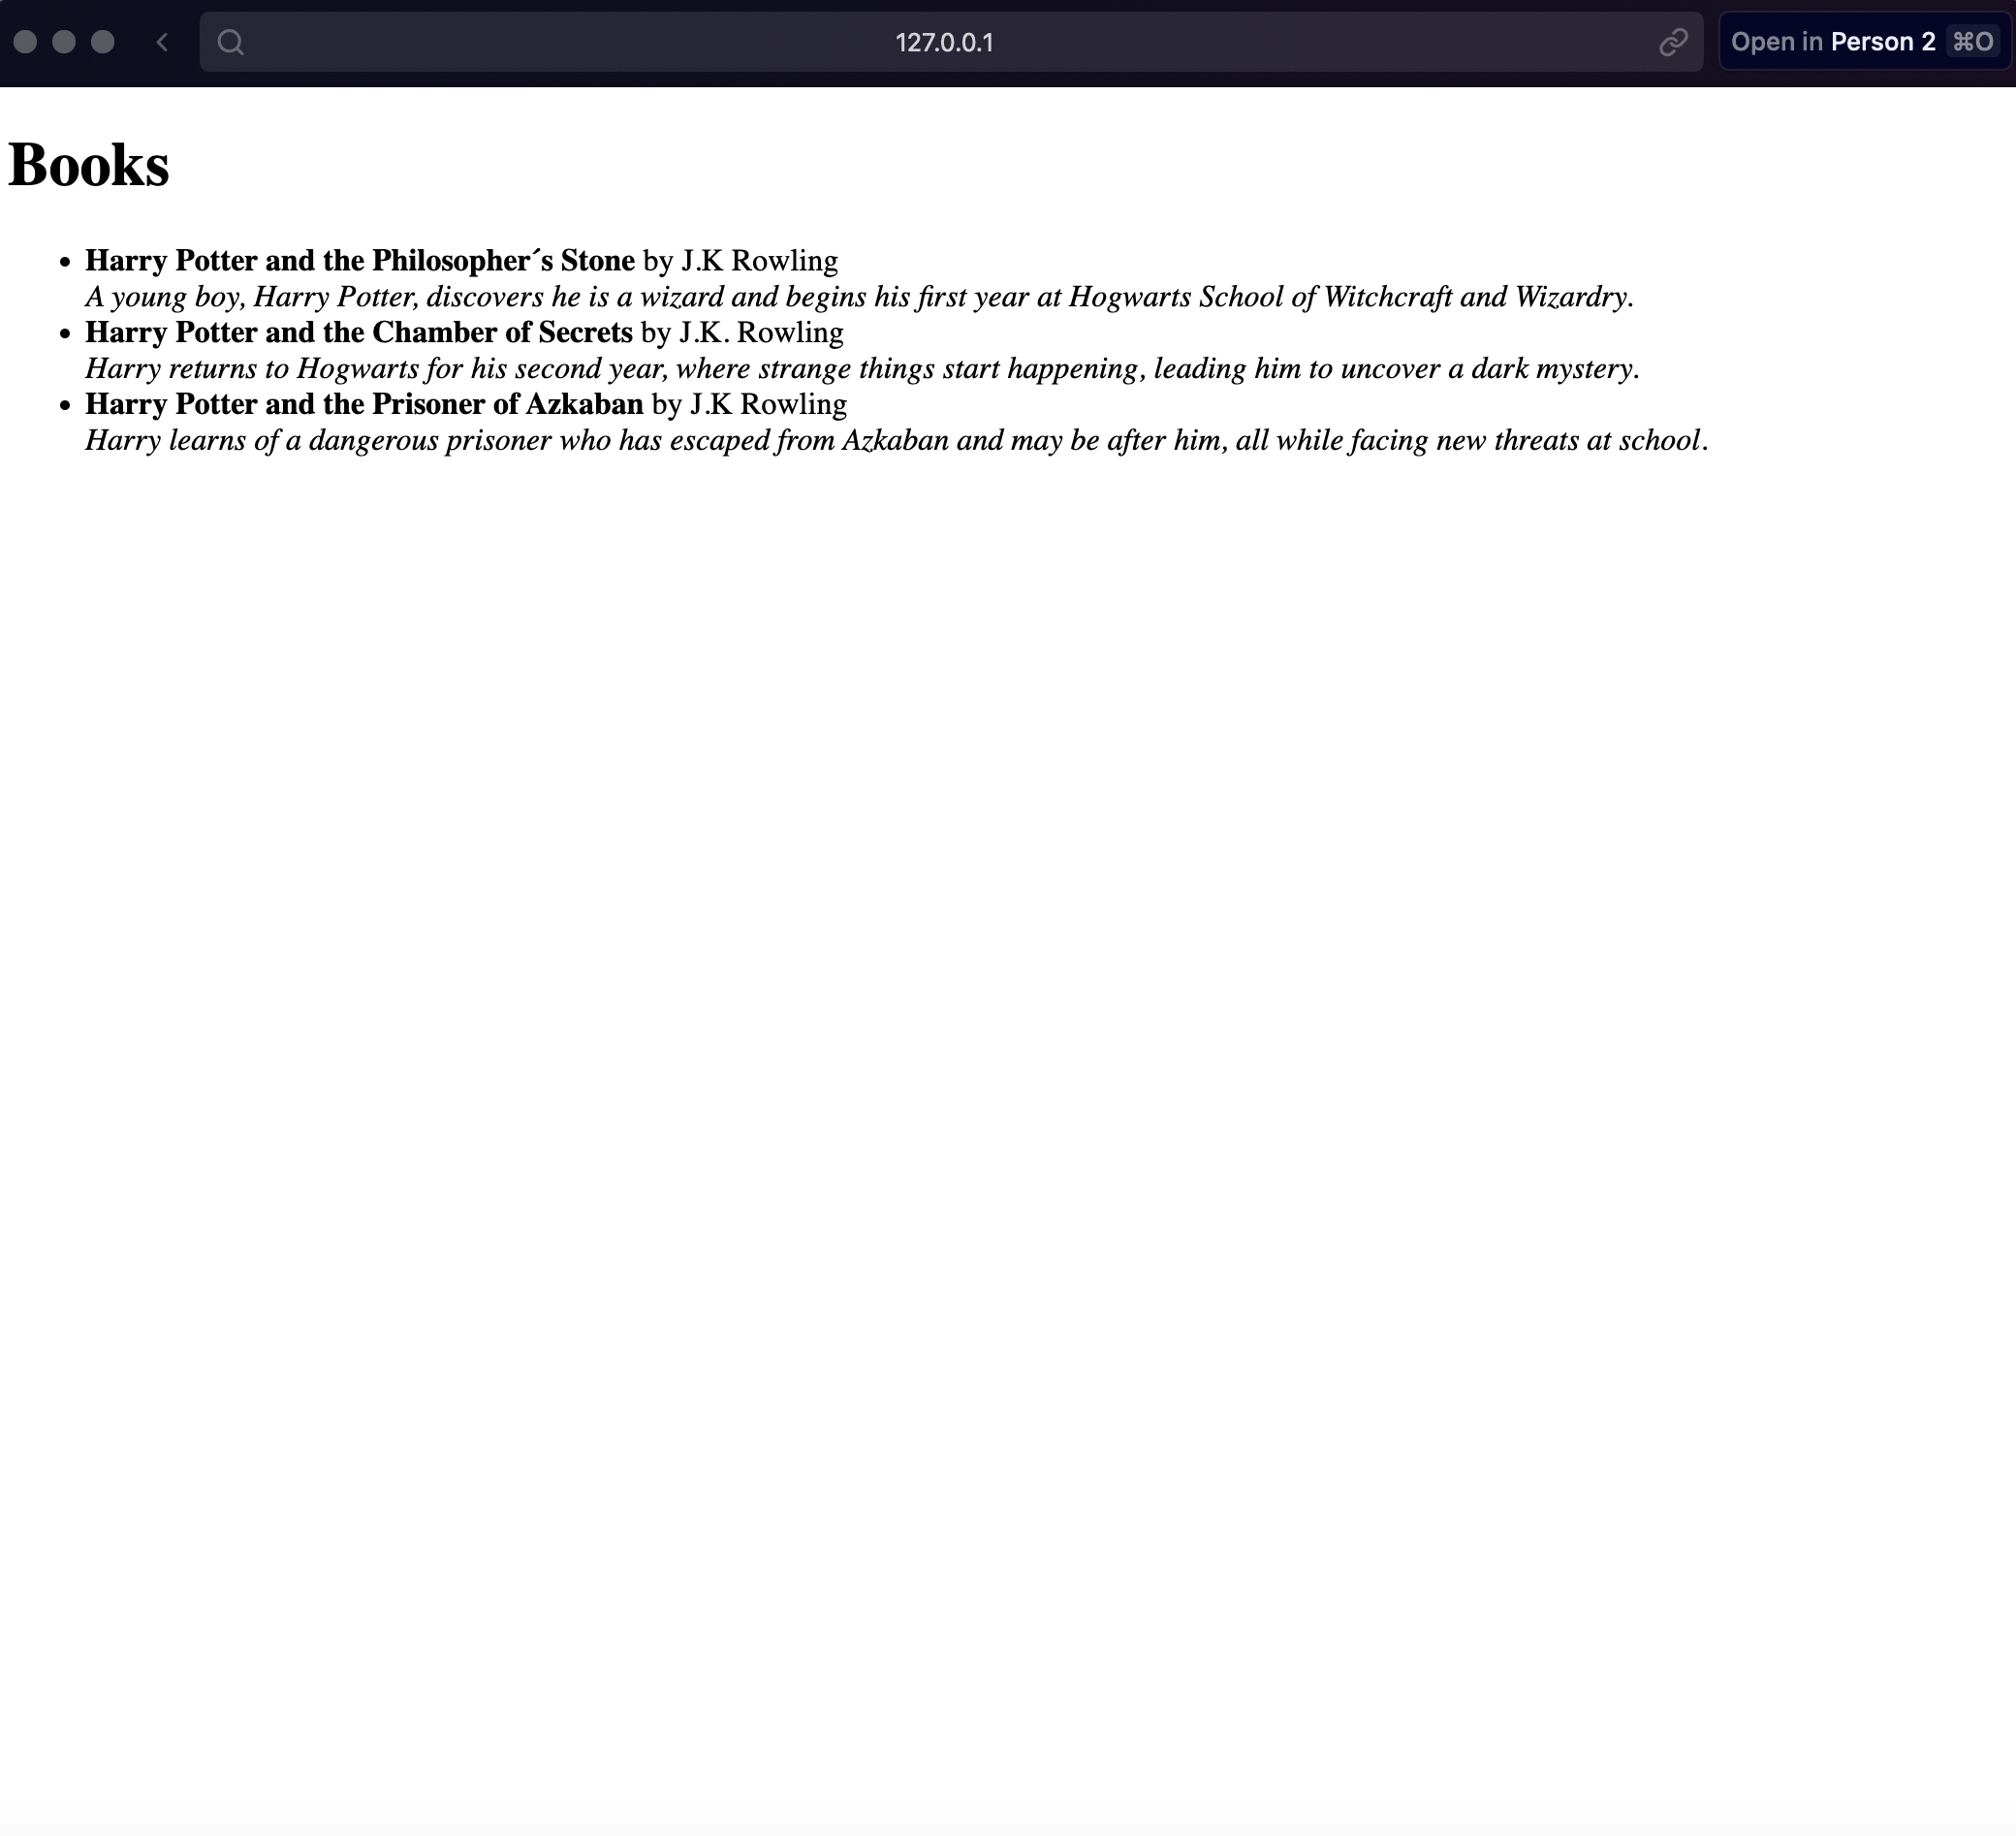 127.0.0.1
Open in Person 2 ⌘O
Books
Harry Potter and the Philosopher´s Stone by J.K Rowling
A young boy, Harry Potter, discovers he is a wizard and begins his first year at Hogwarts School of Witchcraft and Wizardry.
Harry Potter and the Chamber of Secrets by J.K. Rowling
Harry returns to Hogwarts for his second year, where strange things start happening, leading him to uncover a dark mystery.
Harry Potter and the Prisoner of Azkaban by J.K Rowling
Harry learns of a dangerous prisoner who has escaped from Azkaban and may be after him, all while facing new threats at school.